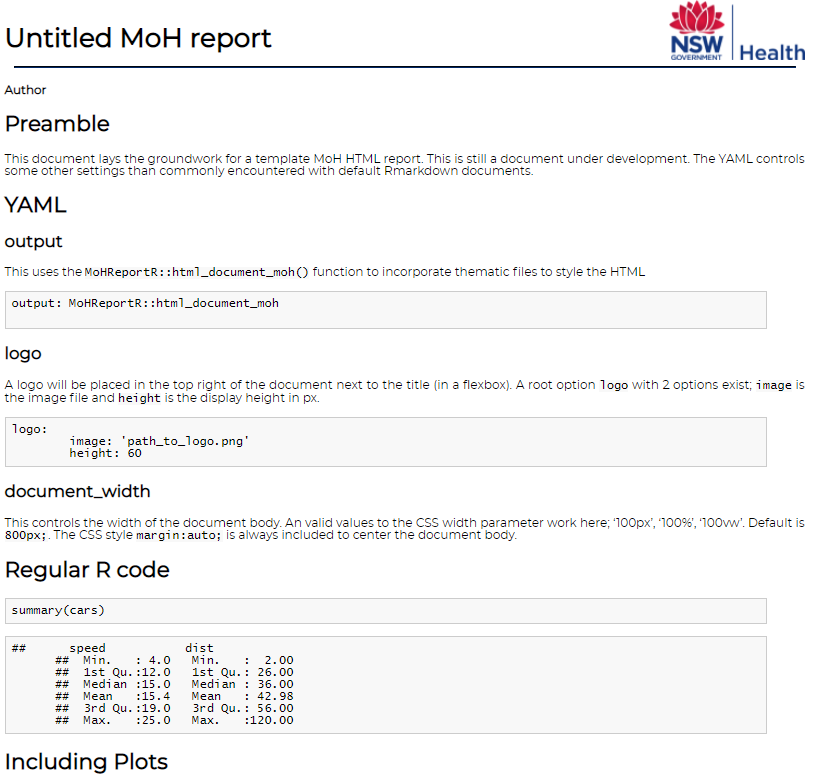 Untitled MoH report
NSW
GOVERNMENT
Health
Author
Preamble
This document lays the groundwork for a template MoH HTML report. This is still a document under development. The YAML controls
some other settings than commonly encountered with default Rmarkdown documents.
YAML
output
This uses the MoHReportR::html_document_moh() function to incorporate thematic files to style the HTML
output: MoHReportR::html_document_moh
logo
A logo will be placed in the top right of the document next to the title (in a flexbox). A root option logo with 2 options exist; image is
the image file and height is the display height in px.
logo:
        image: 'path_to_logo.png'
        height: 60
document_width
This controls the width of the document body. An valid values to the CSS width parameter work here; ‘100px’, ‘100%’, ‘100vw’. Default is
800px;. The CSS style margin:auto; is always included to center the document body.
Regular R code
summary(cars)
##      speed           dist
      ##  Min.   : 4.0   Min.   :  2.00
      ##  1st Qu.:12.0   1st Qu.: 26.00
      ##  Median :15.0   Median : 36.00
      ##  Mean   :15.4   Mean   : 42.98
      ##  3rd Qu.:19.0   3rd Qu.: 56.00
      ##  Max.   :25.0   Max.   :120.00
Including Plots